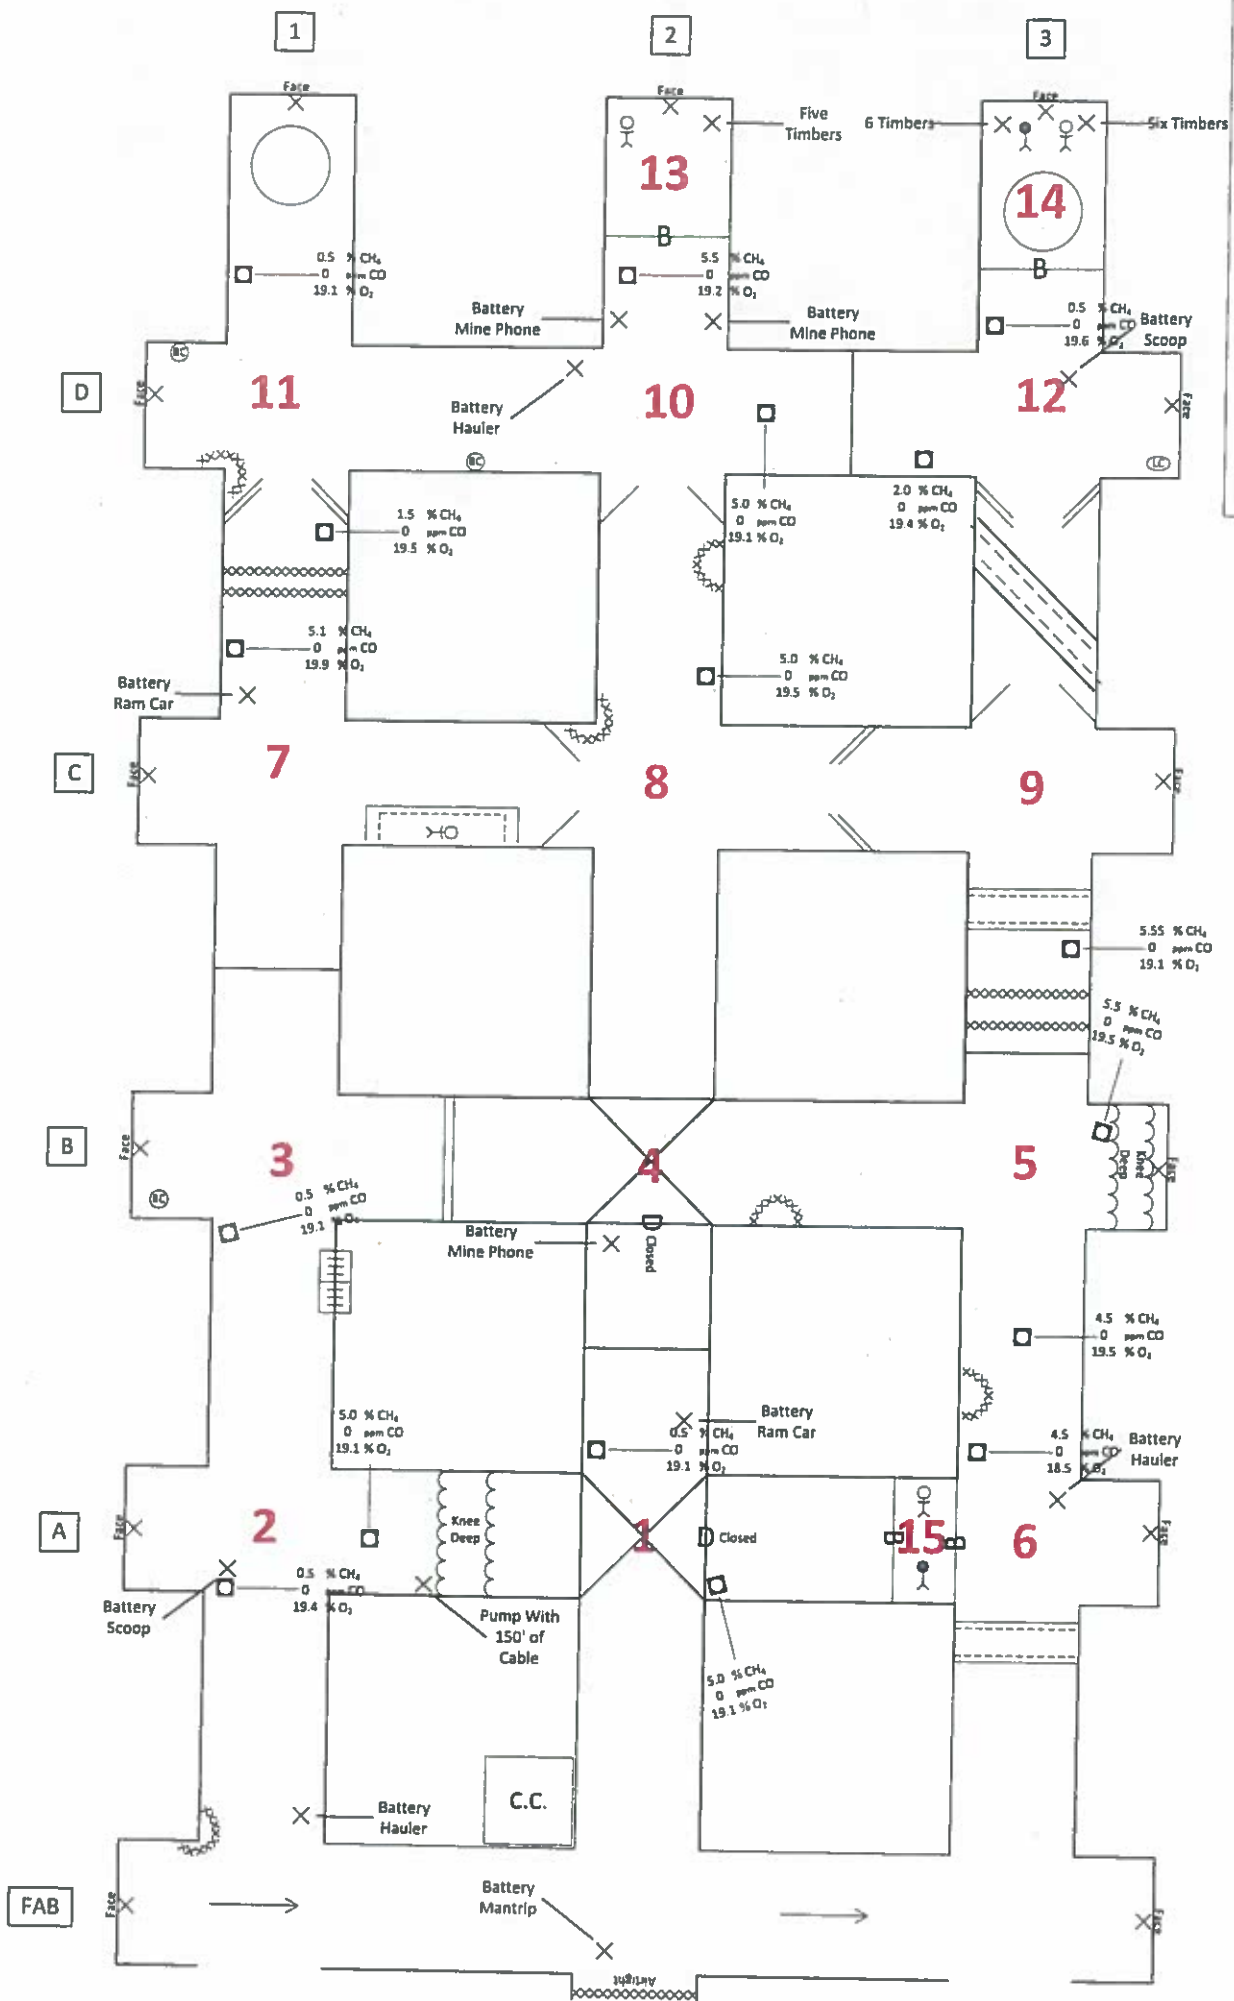 1
2
3
Face
Face
Face
Five
Timbers
6 Timbers
Six Timbers
13
14
B
B
0.5 % CH₄
0 ppm CO
19.1 % O₂
5.5 % CH₄
0 ppm CO
19.2 % O₂
0.5 % CH₄
0 ppm CO
19.6 % O₂
Battery
Mine Phone
Battery
Mine Phone
Battery
Scoop
D
Face
BC
11
10
12
Face
Battery
Hauler
BC
1.5 % CH₄
0 ppm CO
19.5 % O₂
5.0 % CH₄
0 ppm CO
19.1 % O₂
2.0 % CH₄
0 ppm CO
19.4 % O₂
5.1 % CH₄
0 ppm CO
19.9 % O₂
5.0 % CH₄
0 ppm CO
19.5 % O₂
Battery
Ram Car
C
Face
7
8
9
Face
5.55 % CH₄
0 ppm CO
19.1 % O₂
5.5 % CH₄
0 ppm CO
19.5 % O₂
B
Face
3
4
5
Knee
Deep
Face
BC
0.5 % CH₄
0 ppm CO
19.1 % O₂
Battery
Mine Phone
D
Closed
4.5 % CH₄
0 ppm CO
19.5 % O₂
5.0 % CH₄
0 ppm CO
19.1 % O₂
Battery
Ram Car
0.5 % CH₄
0 ppm CO
19.1 % O₂
4.5 % CH₄
0 ppm CO
18.5 % O₂
Battery
Hauler
A
Face
2
Knee
Deep
1
D Closed
B
15
B
6
Face
0.5 % CH₄
0 ppm CO
19.4 % O₂
Battery
Scoop
Pump With
150' of
Cable
5.0 % CH₄
0 ppm CO
19.1 % O₂
C.C.
Battery
Hauler
FAB
Face
Battery
Mantrip
Face
Airtight